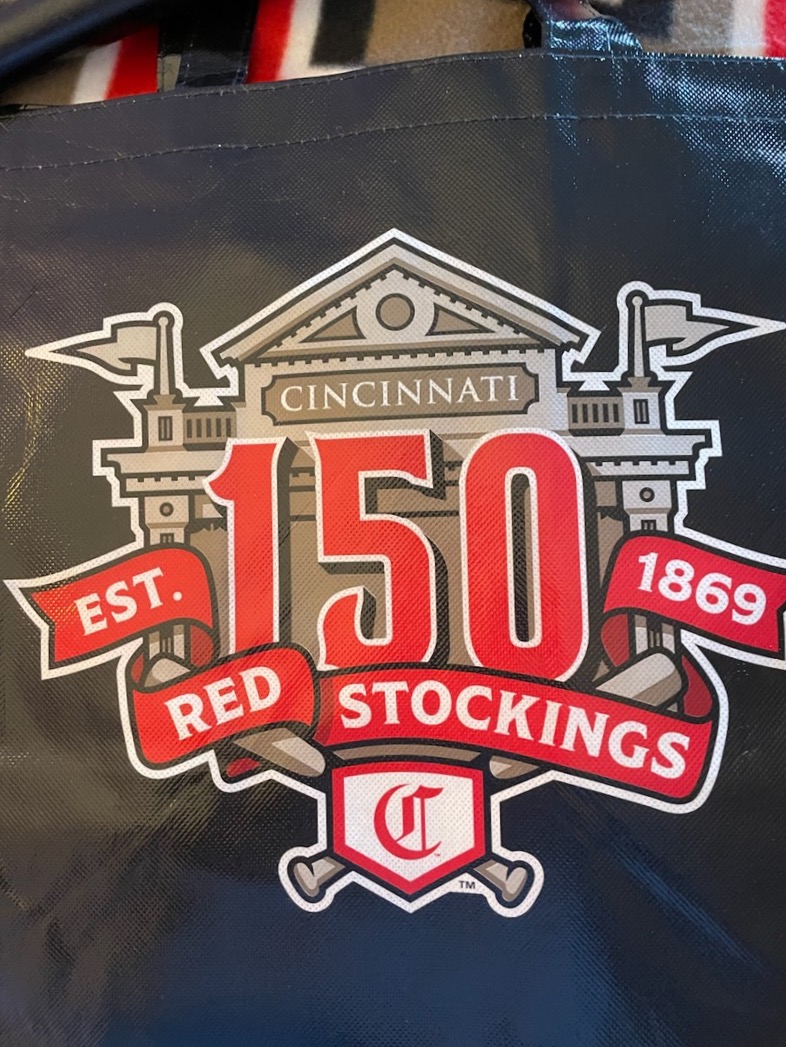 CINCINNATI
150
EST.
1869
RED STOCKINGS
C
™